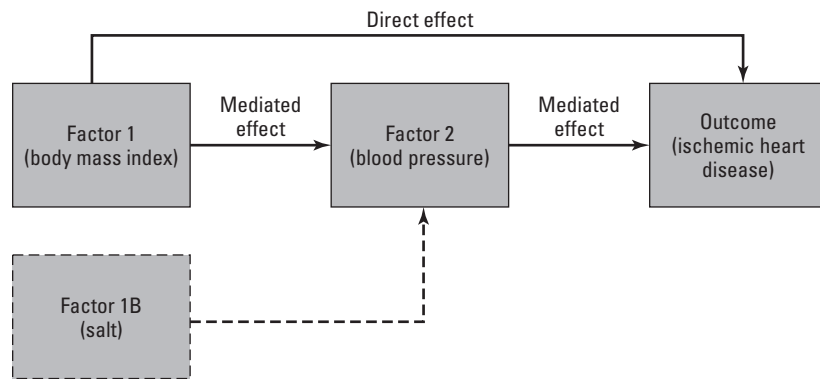 Direct effect
Factor 1
(body mass index)
Mediated
effect
Factor 2
(blood pressure)
Mediated
effect
Outcome
(ischemic heart
disease)
Factor 1B
(salt)